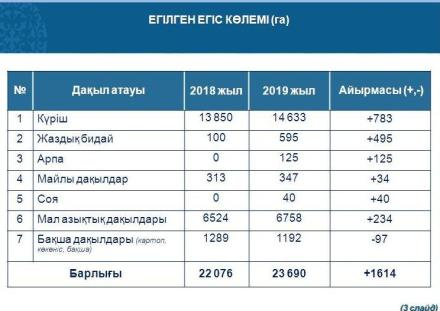 ЕГІЛГЕН ЕГІС КӨЛЕМІ (га)
№ Дақыл атауы 2018 жыл 2019 жыл Айырмасы (+,-)
1 Күріш 13 850 14 633 +783
2 Жаздық бидай 100 595 +495
3 Арпа 0 125 +125
4 Майлы дақылдар 313 347 +34
5 Соя 0 40 +40
6 Мал азықтық дақылдары 6524 6758 +234
7 Бақша дақылдары (картоп, 1289 1192 -97
көкөніс, бақша)
Барлығы 22 076 23 690 +1614
(3 слайд)